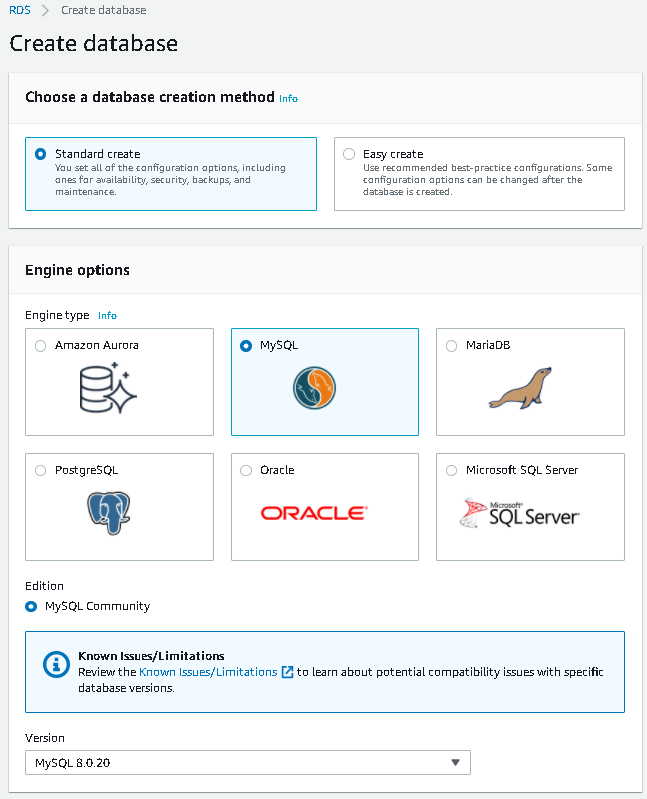 RDS > Create database
Create database
Choose a database creation method Info
Standard create
You set all of the configuration options, including
ones for availability, security, backups, and
maintenance.
Easy create
Use recommended best-practice configurations. Some
configuration options can be changed after the
database is created.
Engine options
Engine type Info
Amazon Aurora
MySQL
MariaDB
PostgreSQL
Oracle
ORACLE
Microsoft SQL Server
Microsoft
SQL Server
Edition
MySQL Community
Known Issues/Limitations
Review the Known Issues/Limitations to learn about potential compatibility issues with specific
database versions.
Version
MySQL 8.0.20